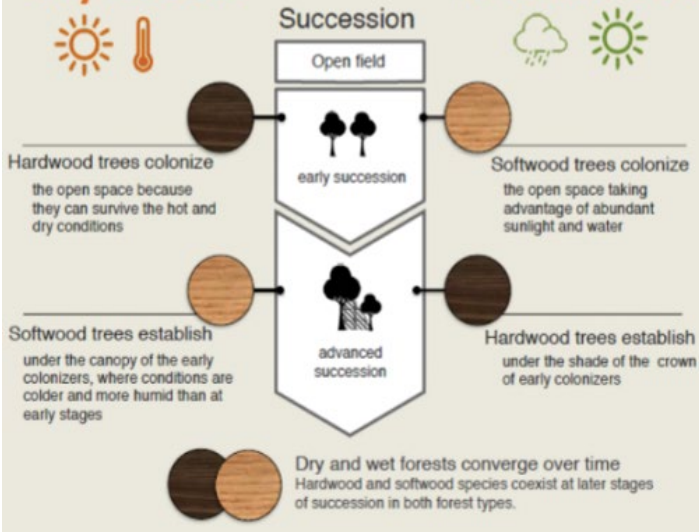 Succession
Open field
early succession
Hardwood trees colonize
the open space because
they can survive the hot and
dry conditions
Softwood trees colonize
the open space taking
advantage of abundant
sunlight and water
advanced
succession
Softwood trees establish
under the canopy of the early
colonizers, where conditions are
colder and more humid than at
early stages
Hardwood trees establish
under the shade of the crown
of early colonizers
Dry and wet forests converge over time
Hardwood and softwood species coexist at later stages
of succession in both forest types.